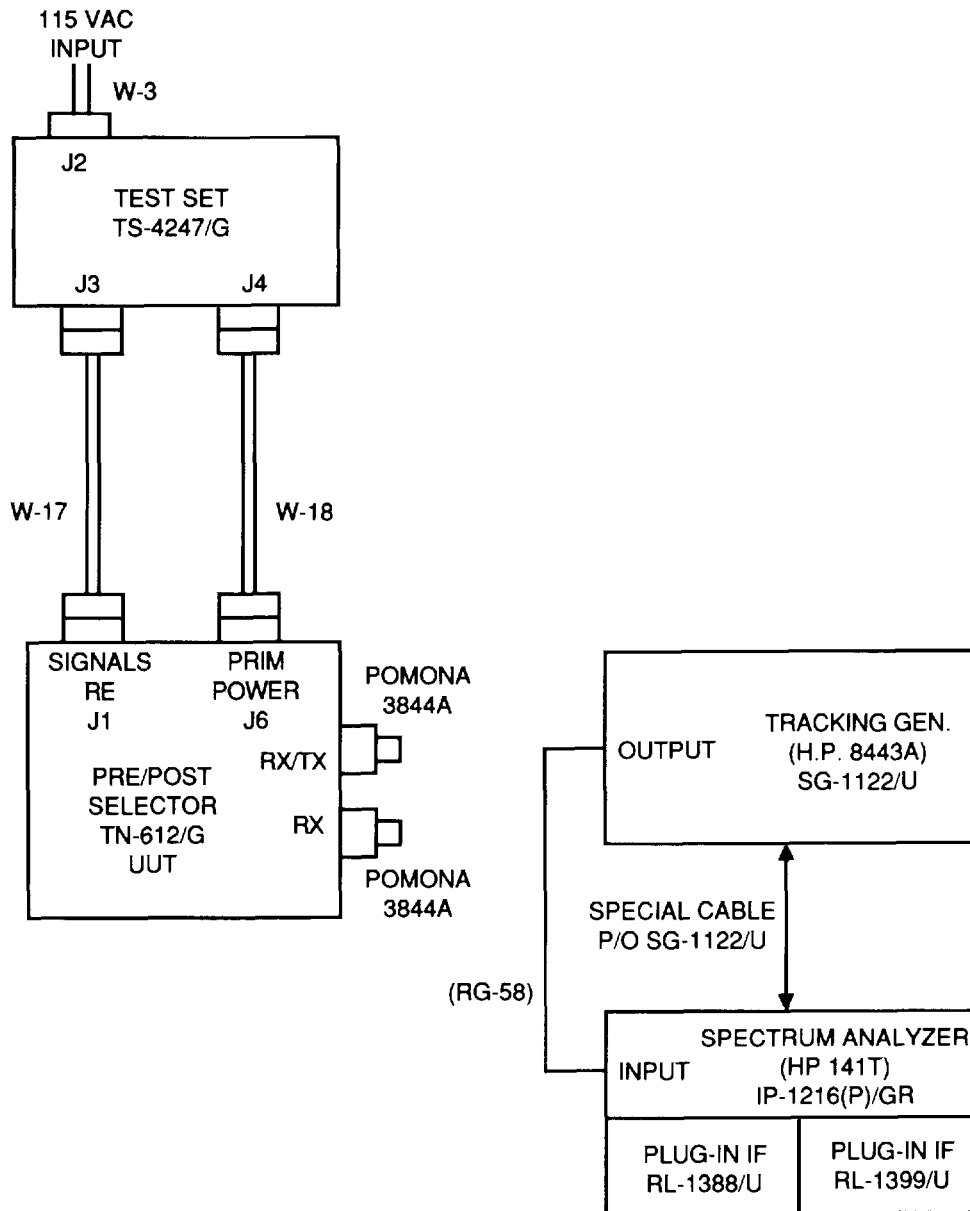 115 VAC
INPUT
W-3
J2
TEST SET
TS-4247/G
J3
J4
W-17
W-18
SIGNALS
RE
J1
PRIM
POWER
J6
RX/TX
RX
PRE/POST
SELECTOR
TN-612/G
UUT
POMONA
3844A
POMONA
3844A
OUTPUT
TRACKING GEN.
(H.P. 8443A)
SG-1122/U
SPECIAL CABLE
P/O SG-1122/U
(RG-58)
INPUT
SPECTRUM ANALYZER
(HP 141T)
IP-1216(P)/GR
PLUG-IN IF
RL-1388/U
PLUG-IN IF
RL-1399/U